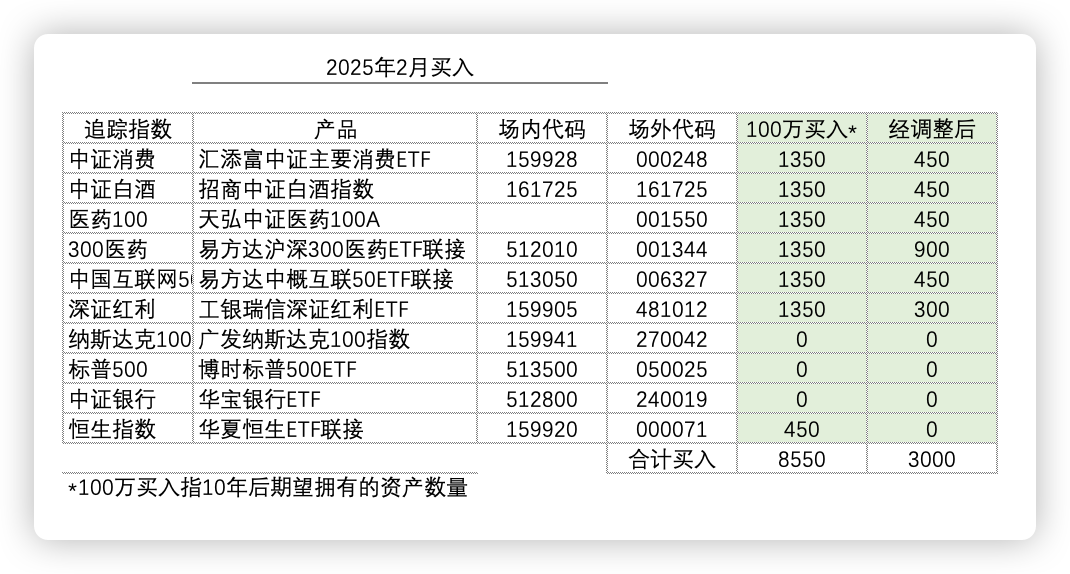 2025年2月买入
追踪指数 产品 场内代码 场外代码 100万买入* 经调整后
中证消费 汇添富中证主要消费ETF 159928 000248 1350 450
中证白酒 招商中证白酒指数 161725 161725 1350 450
医药100 天弘中证医药100A 001550 1350 450
300医药 易方达沪深300医药ETF联接 512010 001344 1350 900
中国互联网5 易方达中概互联50ETF联接 513050 006327 1350 450
深证红利 工银瑞信深证红利ETF 159905 481012 1350 300
纳斯达克100 广发纳斯达克100指数 159941 270042 0 0
标普500 博时标普500ETF 513500 050025 0 0
中证银行 华宝银行ETF 512800 240019 0 0
恒生指数 华夏恒生ETF联接 159920 000071 450 0
合计买入 8550 3000
*100万买入指10年后期望拥有的资产数量